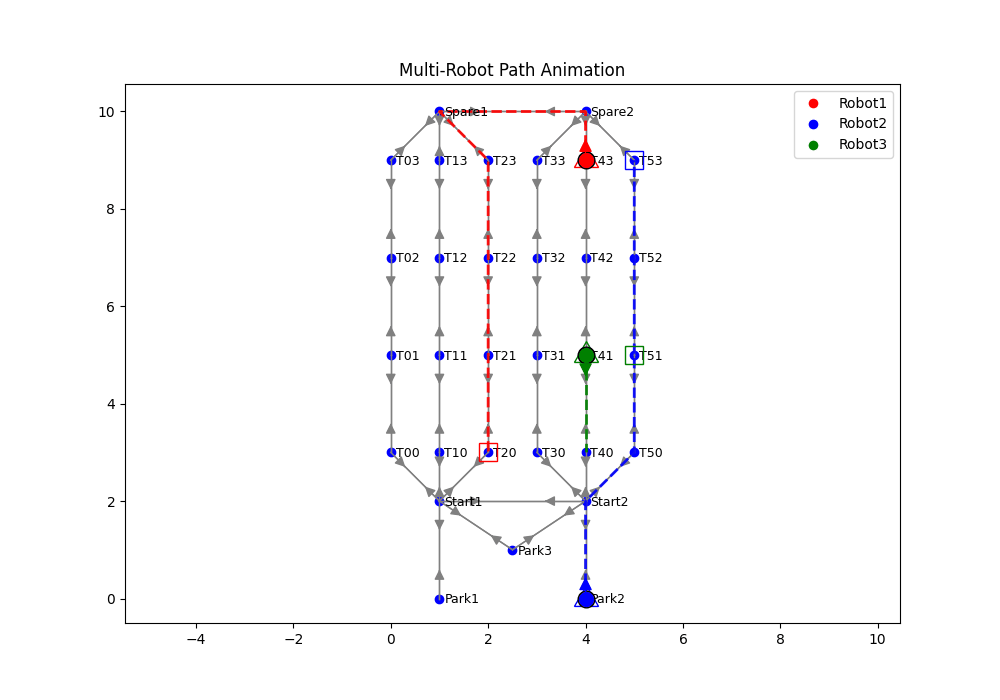 Multi-Robot Path Animation
Robot1
Robot2
Robot3
10
8
6
4
2
0
Spare1
Spare2
T03
T13
T23
T33
T43
T53
T02
T12
T22
T32
T42
T52
T01
T11
T21
T31
T41
T51
T00
T10
T20
T30
T40
T50
Start1
Start2
Park3
Park1
Park2
−4
−2
0
2
4
6
8
10